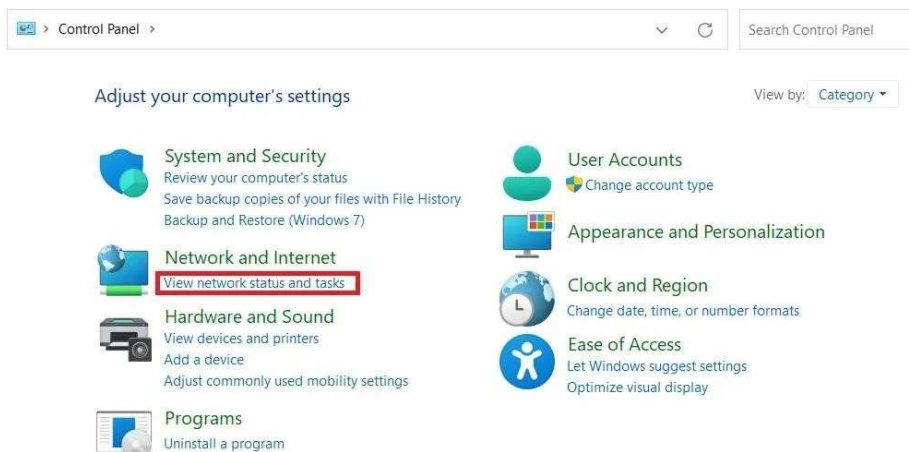 Control Panel
Search Control Panel
Adjust your computer's settings
View by: Category
System and Security
Review your computer's status
Save backup copies of your files with File History
Backup and Restore (Windows 7)
Network and Internet
View network status and tasks
Hardware and Sound
View devices and printers
Add a device
Adjust commonly used mobility settings
Programs
Uninstall a program
User Accounts
Change account type
Appearance and Personalization
Clock and Region
Change date, time, or number formats
Ease of Access
Let Windows suggest settings
Optimize visual display